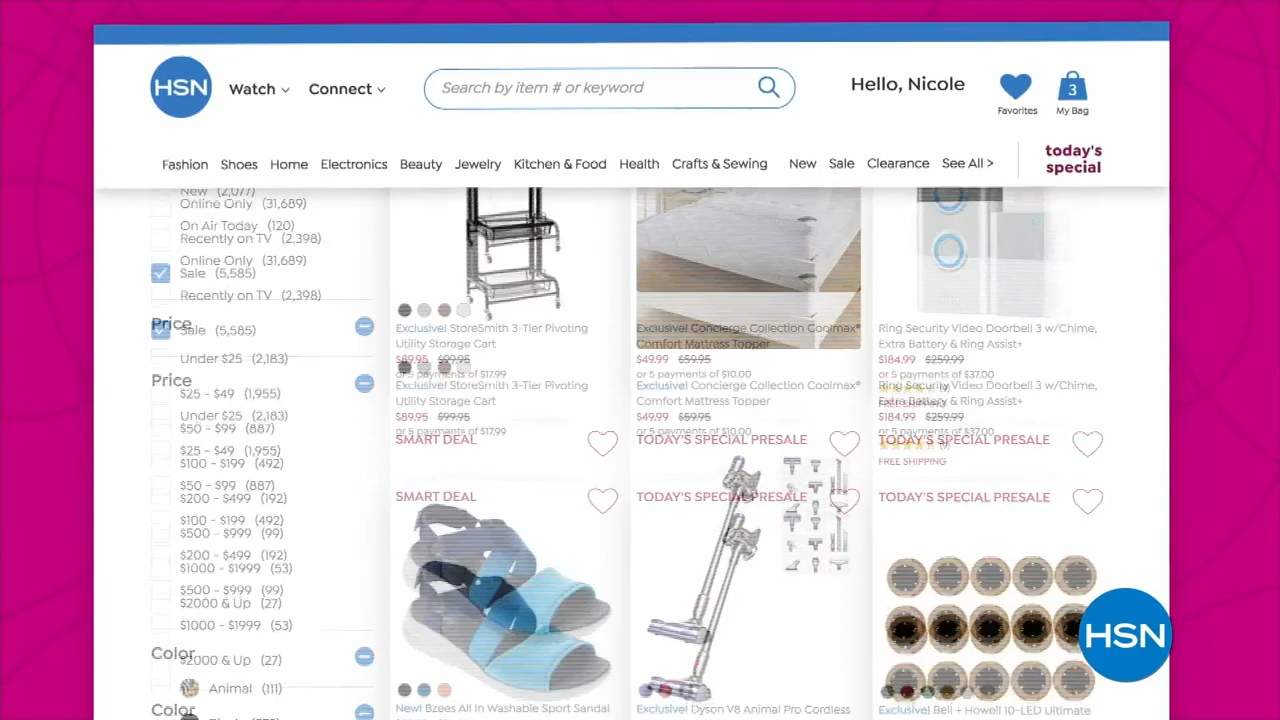 HSN
Watch
Connect
Search by item # or keyword
Hello, Nicole
Favorites
3
My Bag
Fashion Shoes Home Electronics Beauty Jewelry Kitchen & Food Health Crafts & Sewing New Sale Clearance See All >
today's
special
New (2,077)
Online Only (31,689)
On Air Today (120)
Recently on TV (2,398)
Online Only (31,689)
Sale (5,585)
Recently on TV (2,398)
Price
Sale (5,585)
Under $25 (2,183)
Price
$25 - $49 (1,955)
Under $25 (2,183)
$50 - $99 (887)
$25 - $49 (1,955)
$100 - $199 (492)
$50 - $99 (887)
$200 - $499 (192)
$100 - $199 (492)
$500 - $999 (99)
$200 - $499 (192)
$1000 - $1999 (53)
$500 - $999 (99)
$2000 & Up (27)
$1000 - $1999 (53)
Color
$2000 & Up (27)
Animal (111)
Color
Exclusive! StoreSmith 3-Tier Pivoting
Utility Storage Cart
$89.95 $99.95
or 5 payments of $17.99
Exclusive! StoreSmith 3-Tier Pivoting
Utility Storage Cart
$89.95 $99.95
or 5 payments of $17.99
SMART DEAL
SMART DEAL
New! Bzees All In Washable Sport Sandal
Exclusive! Concierge Collection Coolmax®
Comfort Mattress Topper
$49.99 $59.95
or 5 payments of $10.00
Exclusive! Concierge Collection Coolmax®
Comfort Mattress Topper
$49.99 $59.95
or 5 payments of $10.00
TODAY'S SPECIAL PRESALE
TODAY'S SPECIAL PRESALE
Exclusive! Dyson V8 Animal Pro Cordless
Ring Security Video Doorbell 3 w/Chime,
Extra Battery & Ring Assist+
$184.99 $259.99
or 5 payments of $37.00
Ring Security Video Doorbell 3 w/Chime,
FREE SHIPPING
Extra Battery & Ring Assist+
$184.99 $259.99
or 5 payments of $37.00
TODAY'S SPECIAL PRESALE
FREE SHIPPING
TODAY'S SPECIAL PRESALE
Exclusive! Bell + Howell 10-LED Ultimate
HSN